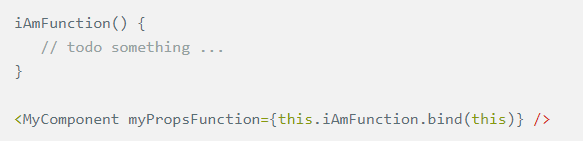 iAmFunction() {
   // todo something ...
}

<MyComponent myPropsFunction={this.iAmFunction.bind(this)} />